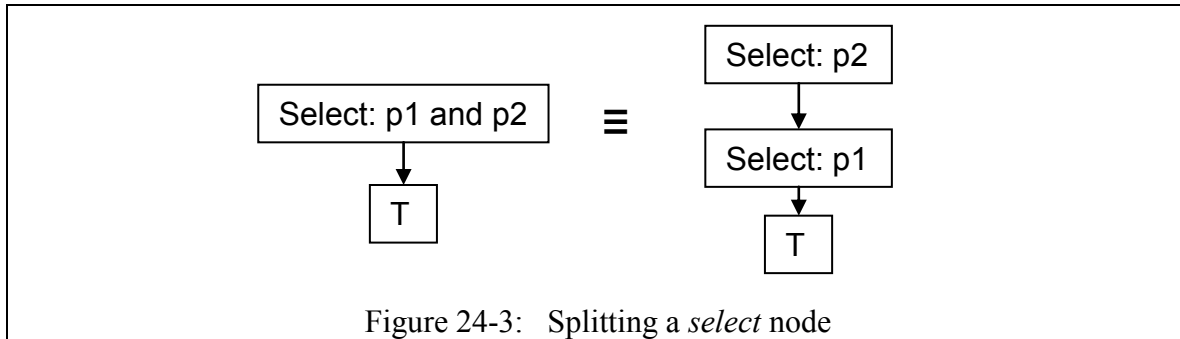 Select: p1 and p2
T
≡
Select: p2
Select: p1
T
Figure 24-3: Splitting a select node